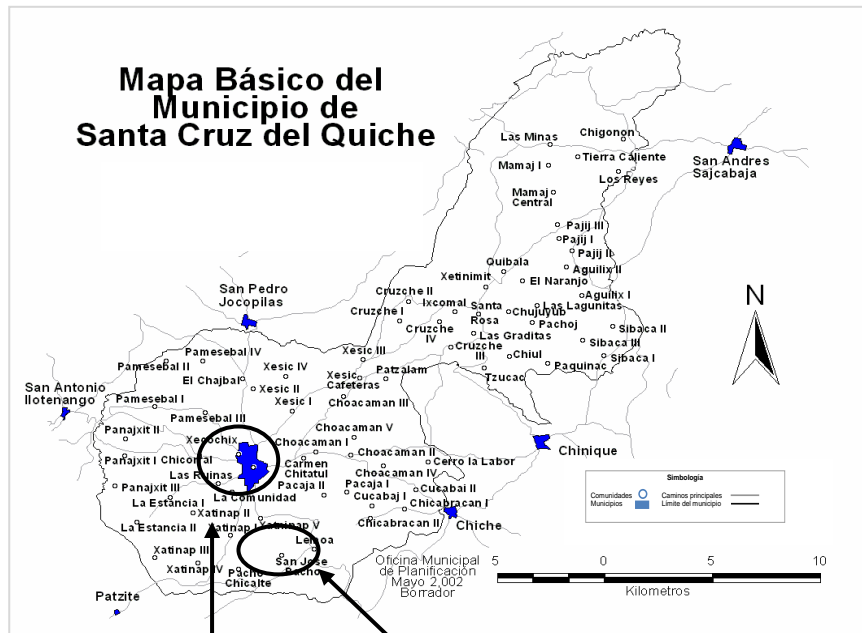 Mapa Básico del
Municipio de
Santa Cruz del Quiche
Las Minas
Chigonon
Mamaj I
Tierra Caliente
Los Reyes
San Andres
Sajcabaja
Mamaj
Central
Pajij III
Pajij I
Pajij II
Quibala
Aguilix II
Xetinimit
El Naranjo
San Pedro
Jocopilas
Cruzche II
Ixcomal
Santa
Rosa
Aguilix I
Las Lagunitas
Chujuyub
Cruzche I
Cruzche
IV
Pachoj
Sibaca II
Las Graditas
Sibaca III
Cruzche
III
Chiul
Paquinac
Sibaca I
Tzucac
N
Pamesebal IV
Xesic III
Pamesebal II
Xesic IV
Patzalam
El Chajbal
Xesic
Cafeteras
Xesic II
San Antonio
Ilotenango
Pamesebal I
Xesic I
Choacaman III
Pamesebal III
Panajxit II
Xecochix
Choacaman V
Choacaman I
Chinique
Panajxit I
Chicorral
Choacaman II
Carmen
Chitatul
Cerro la Labor
Las Ruinas
Choacaman IV
Panajxit III
Pacaja II
Pacaja I
Cucabaj II
La Comunidad
La Estancia I
Cucabaj I
Chicabracan I
Xatinap II
La Estancia II
Xatinap I
Xatninap V
Chicabracan II
Chiche
Lemoa
Xatinap III
San Jose
Pacho
Xatinap IV
Pacho
Chicalte
Patzite
Simbología
Comunidades
Caminos principales
Municipios
Límite del municipio
Oficina Municipal
de Planificación
Mayo 2,002
Borrador
5
0
5
10
Kilometros